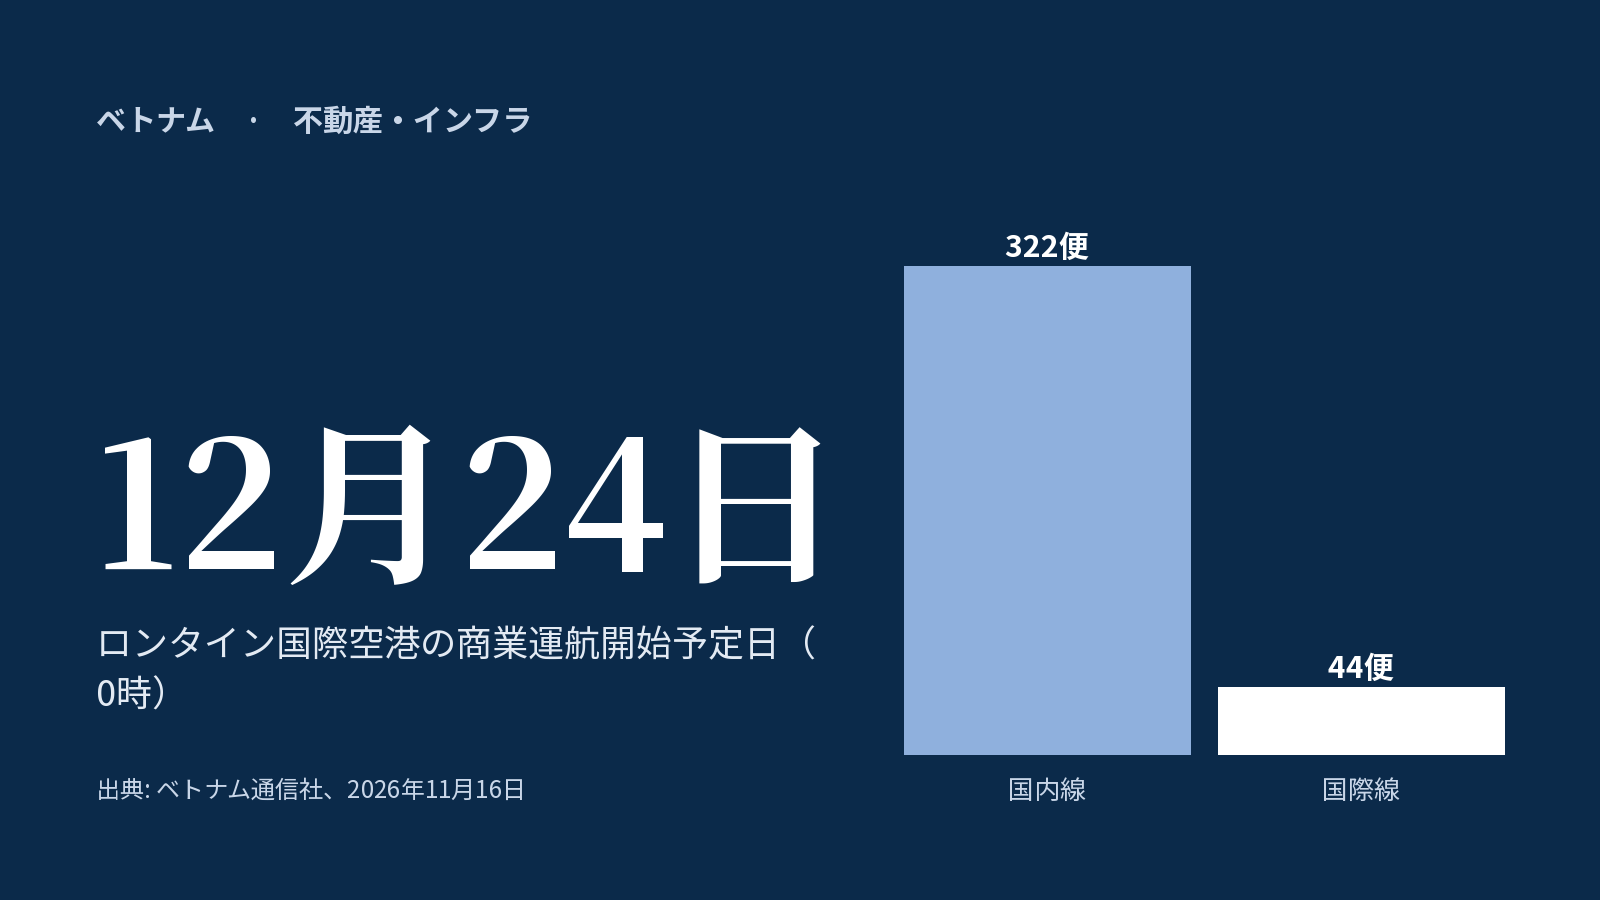 ベトナム · 不動産・インフラ
12月24日
ロンタイン国際空港の商業運航開始予定日（
0時）
出典: ベトナム通信社、2026年11月16日
322便
44便
国内線
国際線